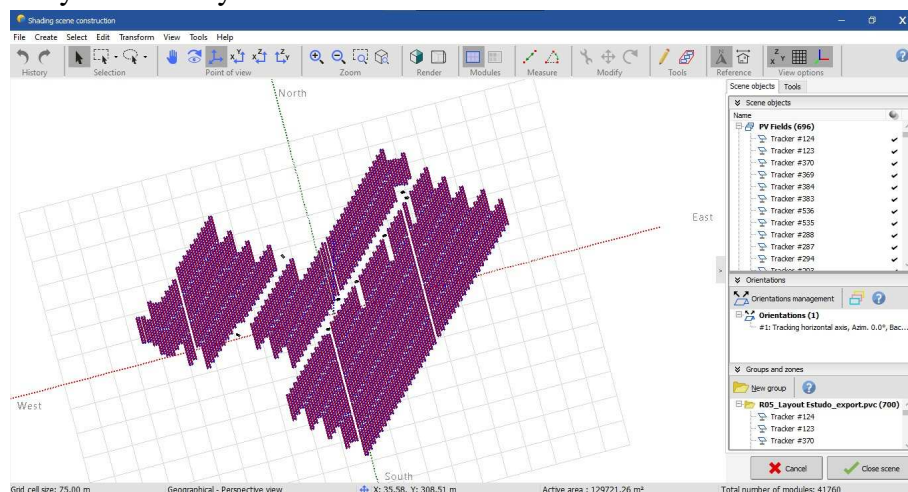 Shading scene construction
File Create Select Edit Transform View Tools Help
History Selection Point of view Zoom Render Modules Measure Modify Tools Reference View options
North
East
West
South
Scene objects Tools
Scene objects
Name
PV Fields (696)
Tracker #124
Tracker #123
Tracker #370
Tracker #369
Tracker #384
Tracker #383
Tracker #536
Tracker #535
Tracker #288
Tracker #287
Tracker #294
Tracker #293
Orientations
Orientations management
Orientations (1)
#1: Tracking horizontal axis, Azim. 0.0°, Bac...
Groups and zones
New group
R05_Layout Estudo_export.pvc (700)
Tracker #124
Tracker #123
Tracker #370
Cancel Close scene
Grid cell size: 75.00 m Geographical - Perspective view X: 35.58, Y: 308.51 m Active area : 129721.26 m² Total number of modules: 41760